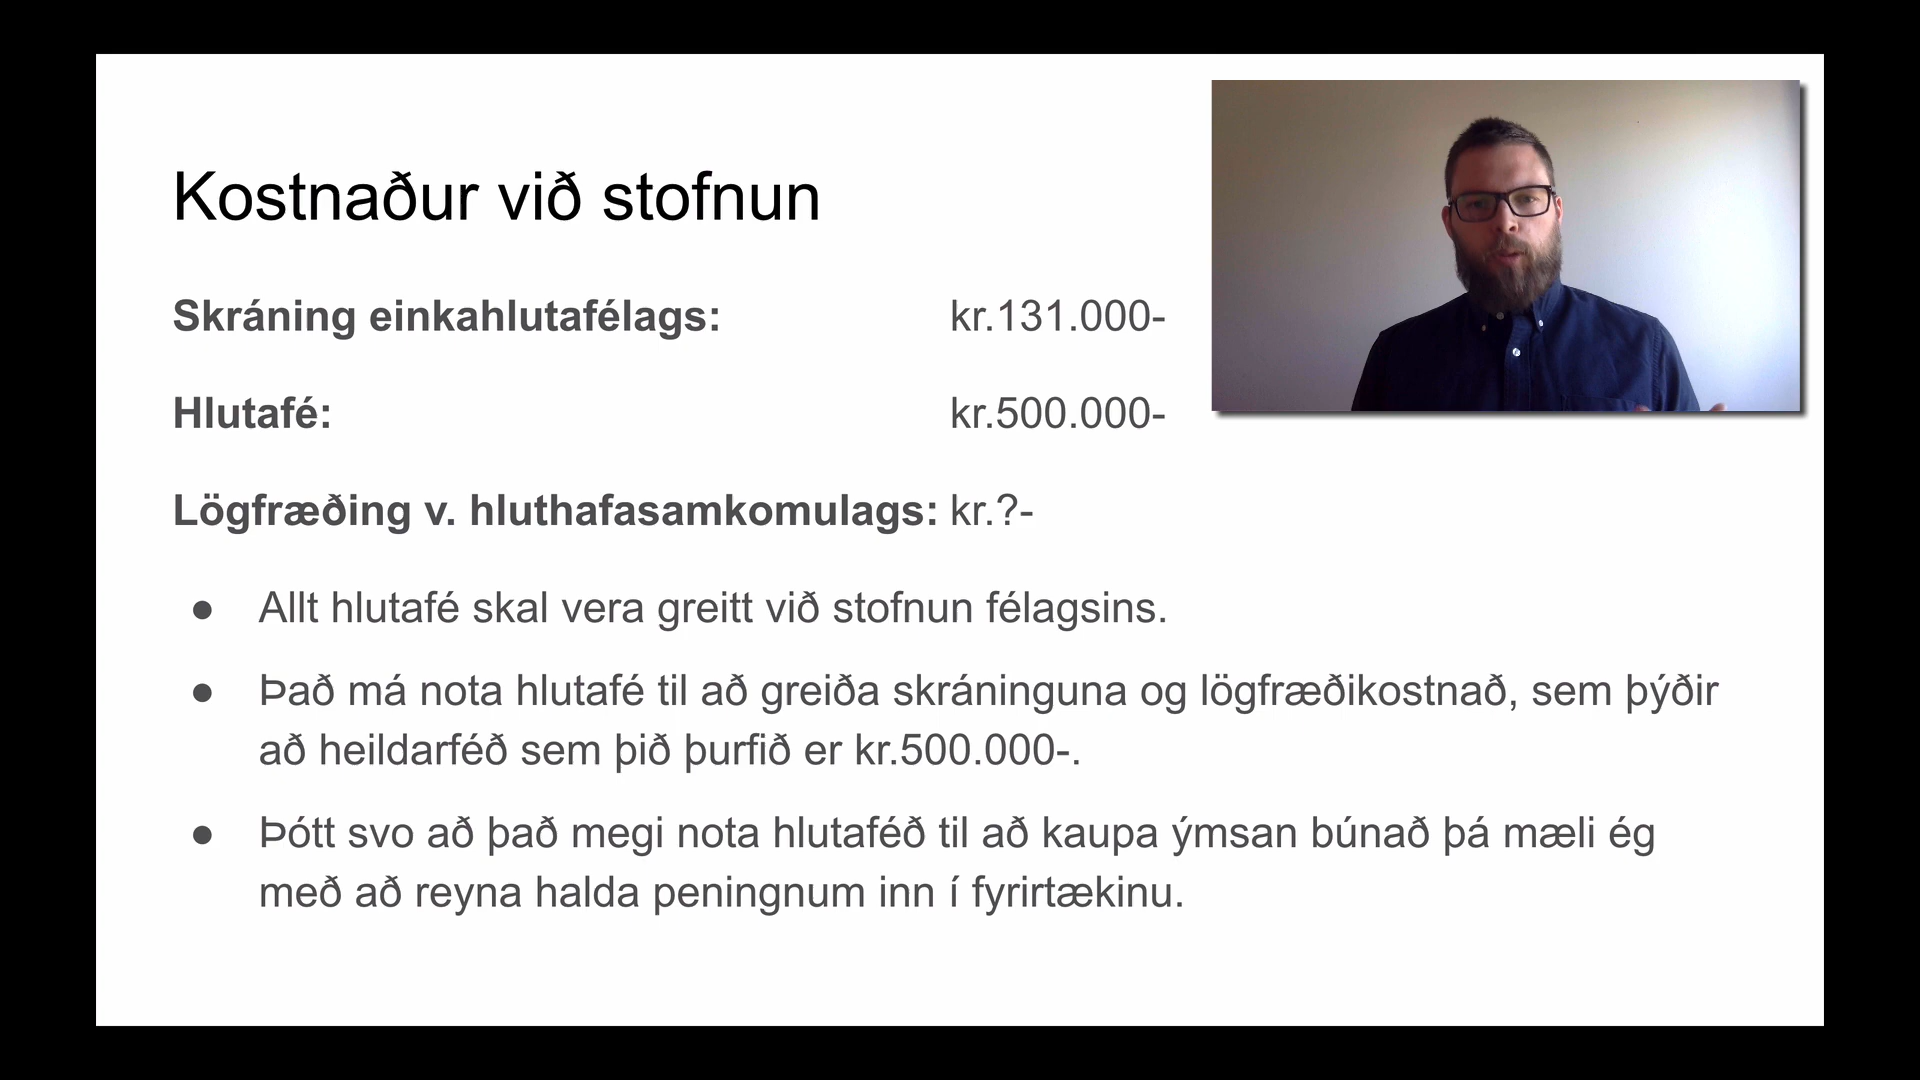 Kostnaður við stofnun
Skráning einkahlutafélags: kr.131.000-
Hlutafé: kr.500.000-
Lögfræðing v. hluthafasamkomulags: kr.?-
● Allt hlutafé skal vera greitt við stofnun félagsins.
● Það má nota hlutafé til að greiða skráninguna og lögfræðikostnað, sem þýðir
að heildarféð sem þið þurfið er kr.500.000-.
● Þótt svo að það megi nota hlutaféð til að kaupa ýmsan búnað þá mæli ég
með að reyna halda peningnum inn í fyrirtækinu.